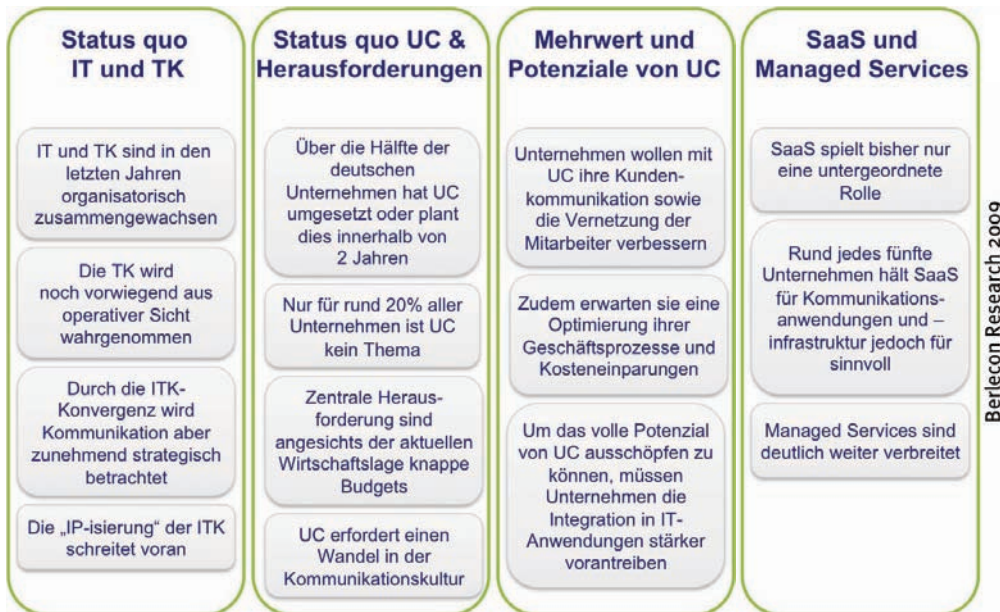 Status quo
IT und TK
IT und TK sind in den
letzten Jahren
organisatorisch
zusammengewachsen
Die TK wird
noch vorwiegend aus
operativer Sicht
wahrgenommen
Durch die ITK-
Konvergenz wird
Kommunikation aber
zunehmend strategisch
betrachtet
Die „IP-isierung“ der ITK
schreitet voran
Status quo UC &
Herausforderungen
Über die Hälfte der
deutschen
Unternehmen hat UC
umgesetzt oder plant
dies innerhalb von
2 Jahren
Nur für rund 20% aller
Unternehmen ist UC
kein Thema
Zentrale Heraus-
forderung sind
angesichts der aktuellen
Wirtschaftslage knappe
Budgets
UC erfordert einen
Wandel in der
Kommunikationskultur
Mehrwert und
Potenziale von UC
Unternehmen wollen mit
UC ihre Kunden-
kommunikation sowie
die Vernetzung der
Mitarbeiter verbessern
Zudem erwarten sie eine
Optimierung ihrer
Geschäftsprozesse und
Kosteneinparungen
Um das volle Potenzial
von UC ausschöpfen zu
können, müssen
Unternehmen die
Integration in IT-
Anwendungen stärker
vorantreiben
SaaS und
Managed Services
SaaS spielt bisher nur
eine untergeordnete
Rolle
Rund jedes fünfte
Unternehmen hält SaaS
für Kommunikations-
anwendungen und –
infrastruktur jedoch für
sinnvoll
Managed Services sind
deutlich weiter verbreitet
Berlecon Research 2009